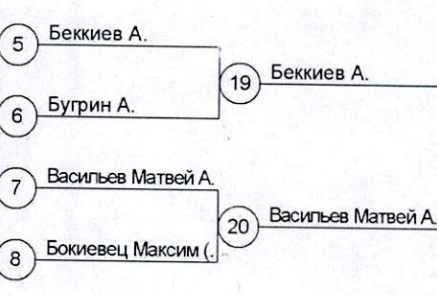 5 Беккиев А.
19 Беккиев А.
6 Бугрин А.
7 Васильев Матвей А.
20 Васильев Матвей А.
8 Бокиевец Максим (.